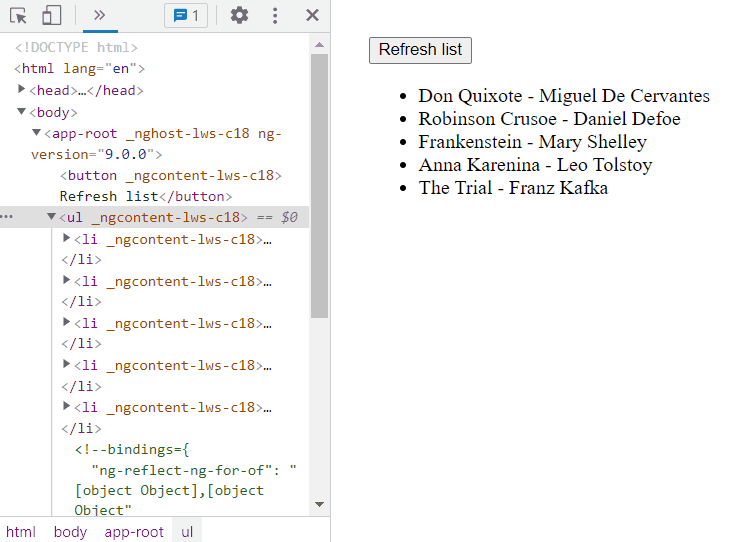 1
<!DOCTYPE html>
<html lang="en">
<head>…</head>
<body>
<app-root _nghost-lws-c18 ng-
version="9.0.0">
<button _ngcontent-lws-c18>
Refresh list</button>
… <ul _ngcontent-lws-c18> == $0
<li _ngcontent-lws-c18>…
</li>
<li _ngcontent-lws-c18>…
</li>
<li _ngcontent-lws-c18>…
</li>
<li _ngcontent-lws-c18>…
</li>
<li _ngcontent-lws-c18>…
</li>
<!--bindings={
"ng-reflect-ng-for-of": "
[object Object],[object
Object"
html body app-root ul
Refresh list
• Don Quixote - Miguel De Cervantes
• Robinson Crusoe - Daniel Defoe
• Frankenstein - Mary Shelley
• Anna Karenina - Leo Tolstoy
• The Trial - Franz Kafka